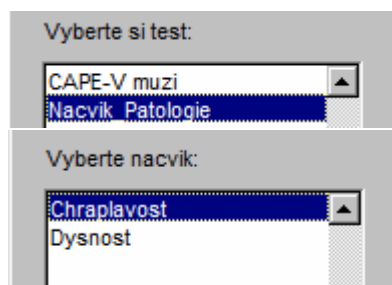 Vyberte si test:
CAPE-V muzi
Nacvik_Patologie
Vyberte nacvik:
Chraplavost
Dysnost